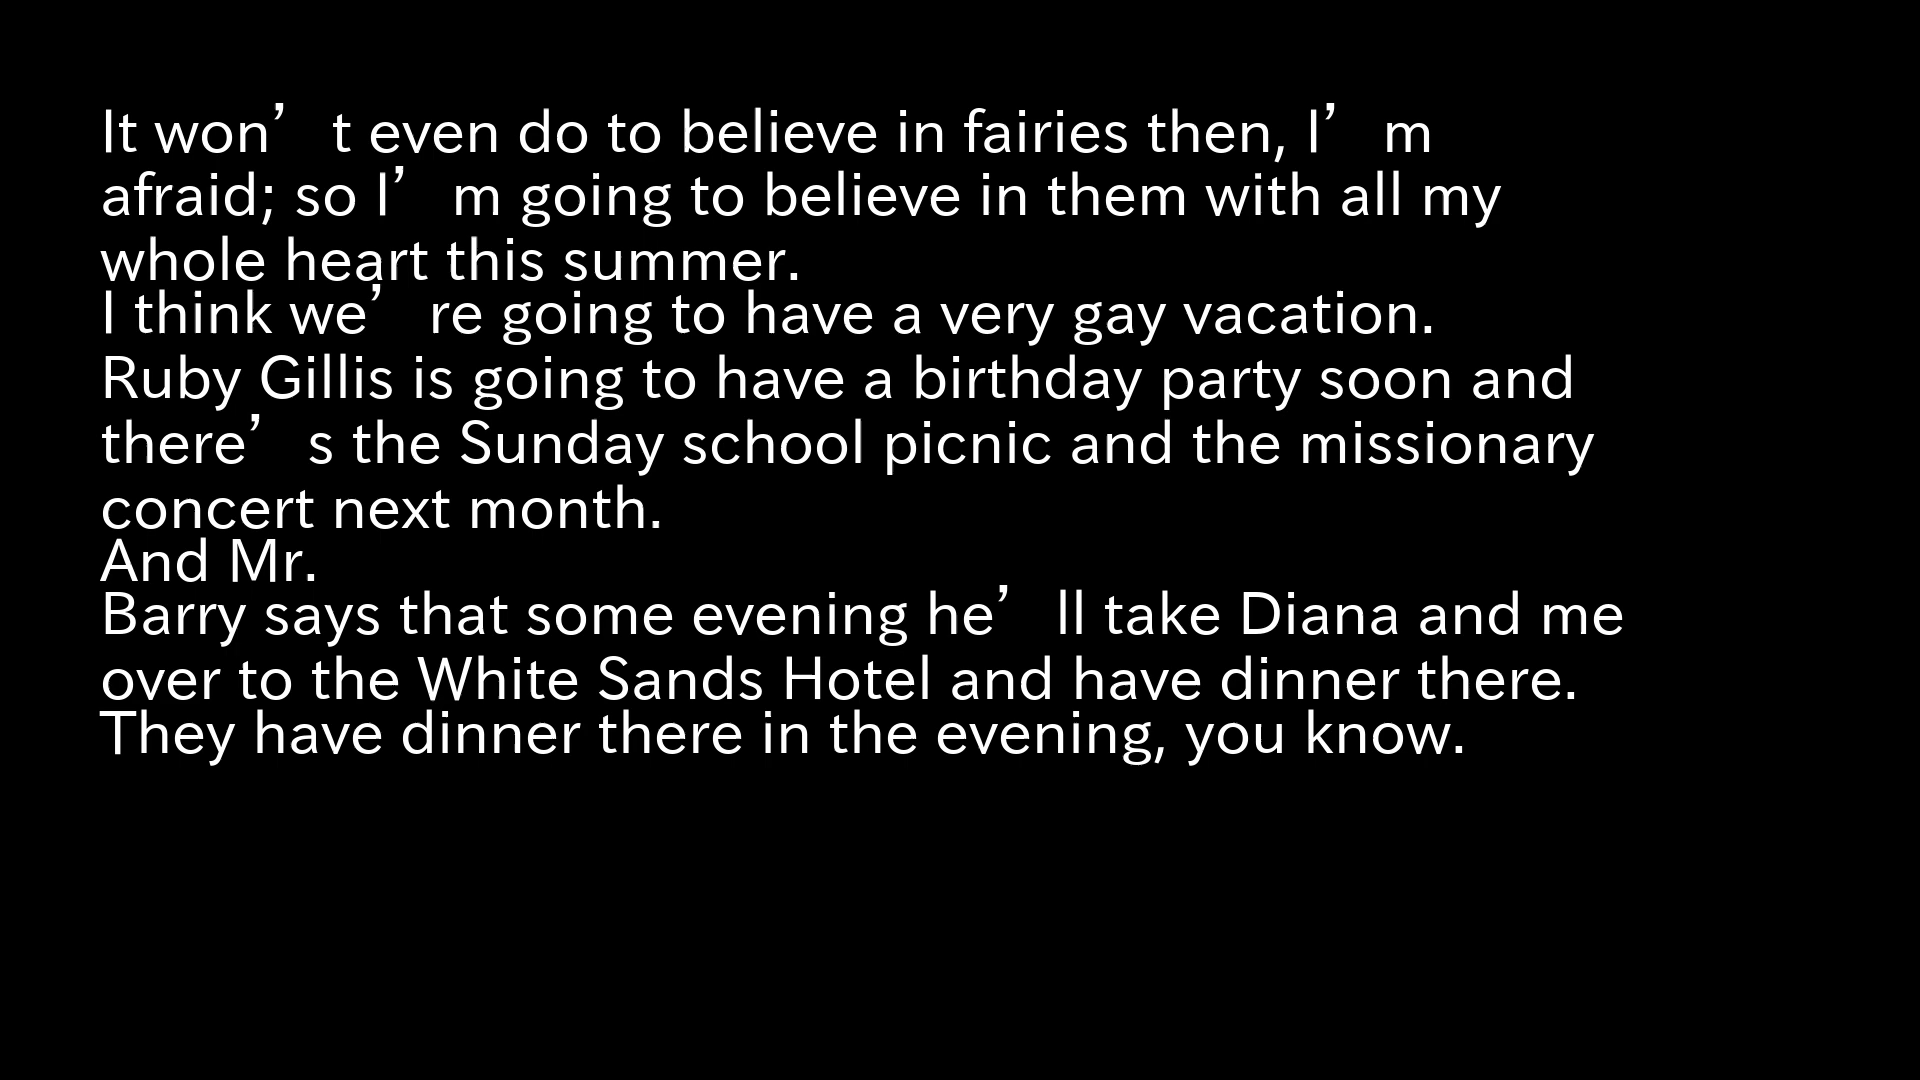 It won’t even do to believe in fairies then, I’m
afraid; so I’m going to believe in them with all my
whole heart this summer.
I think we’re going to have a very gay vacation.
Ruby Gillis is going to have a birthday party soon and
there’s the Sunday school picnic and the missionary
concert next month.
And Mr.
Barry says that some evening he’ll take Diana and me
over to the White Sands Hotel and have dinner there.
They have dinner there in the evening, you know.